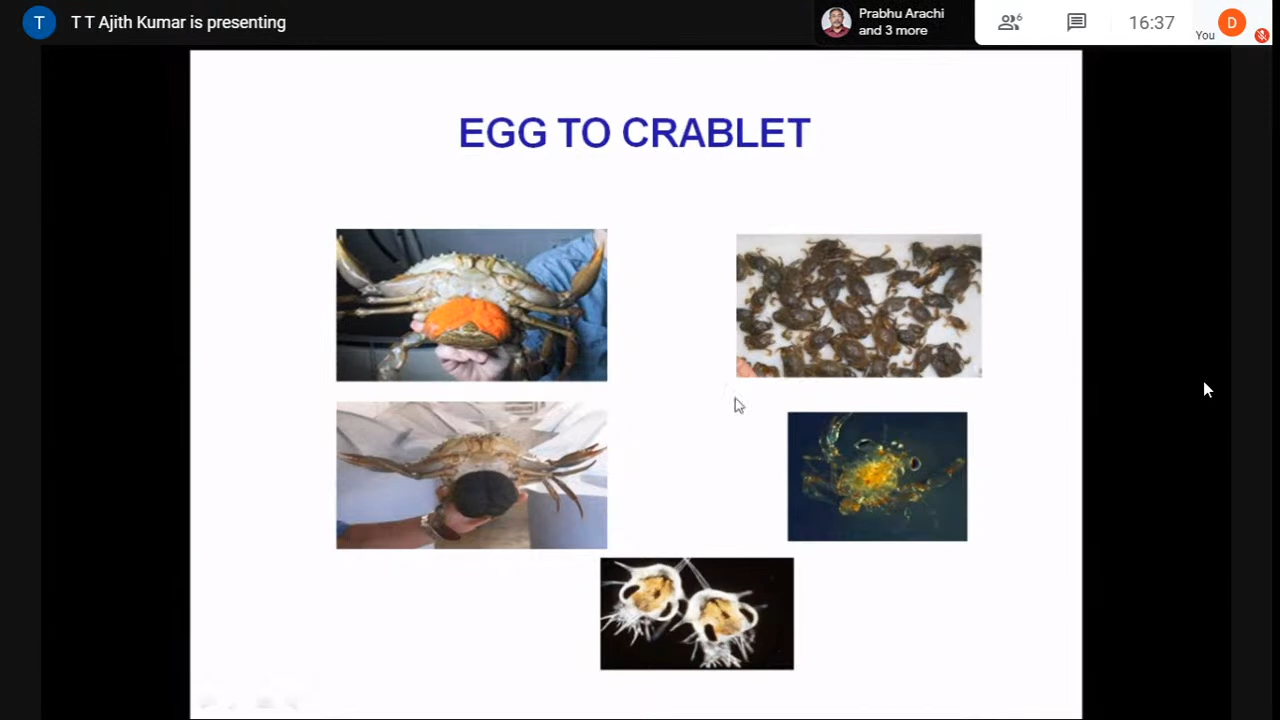 T
T T Ajith Kumar is presenting
Prabhu Arachi
and 3 more
6
16:37
You
D
EGG TO CRABLET